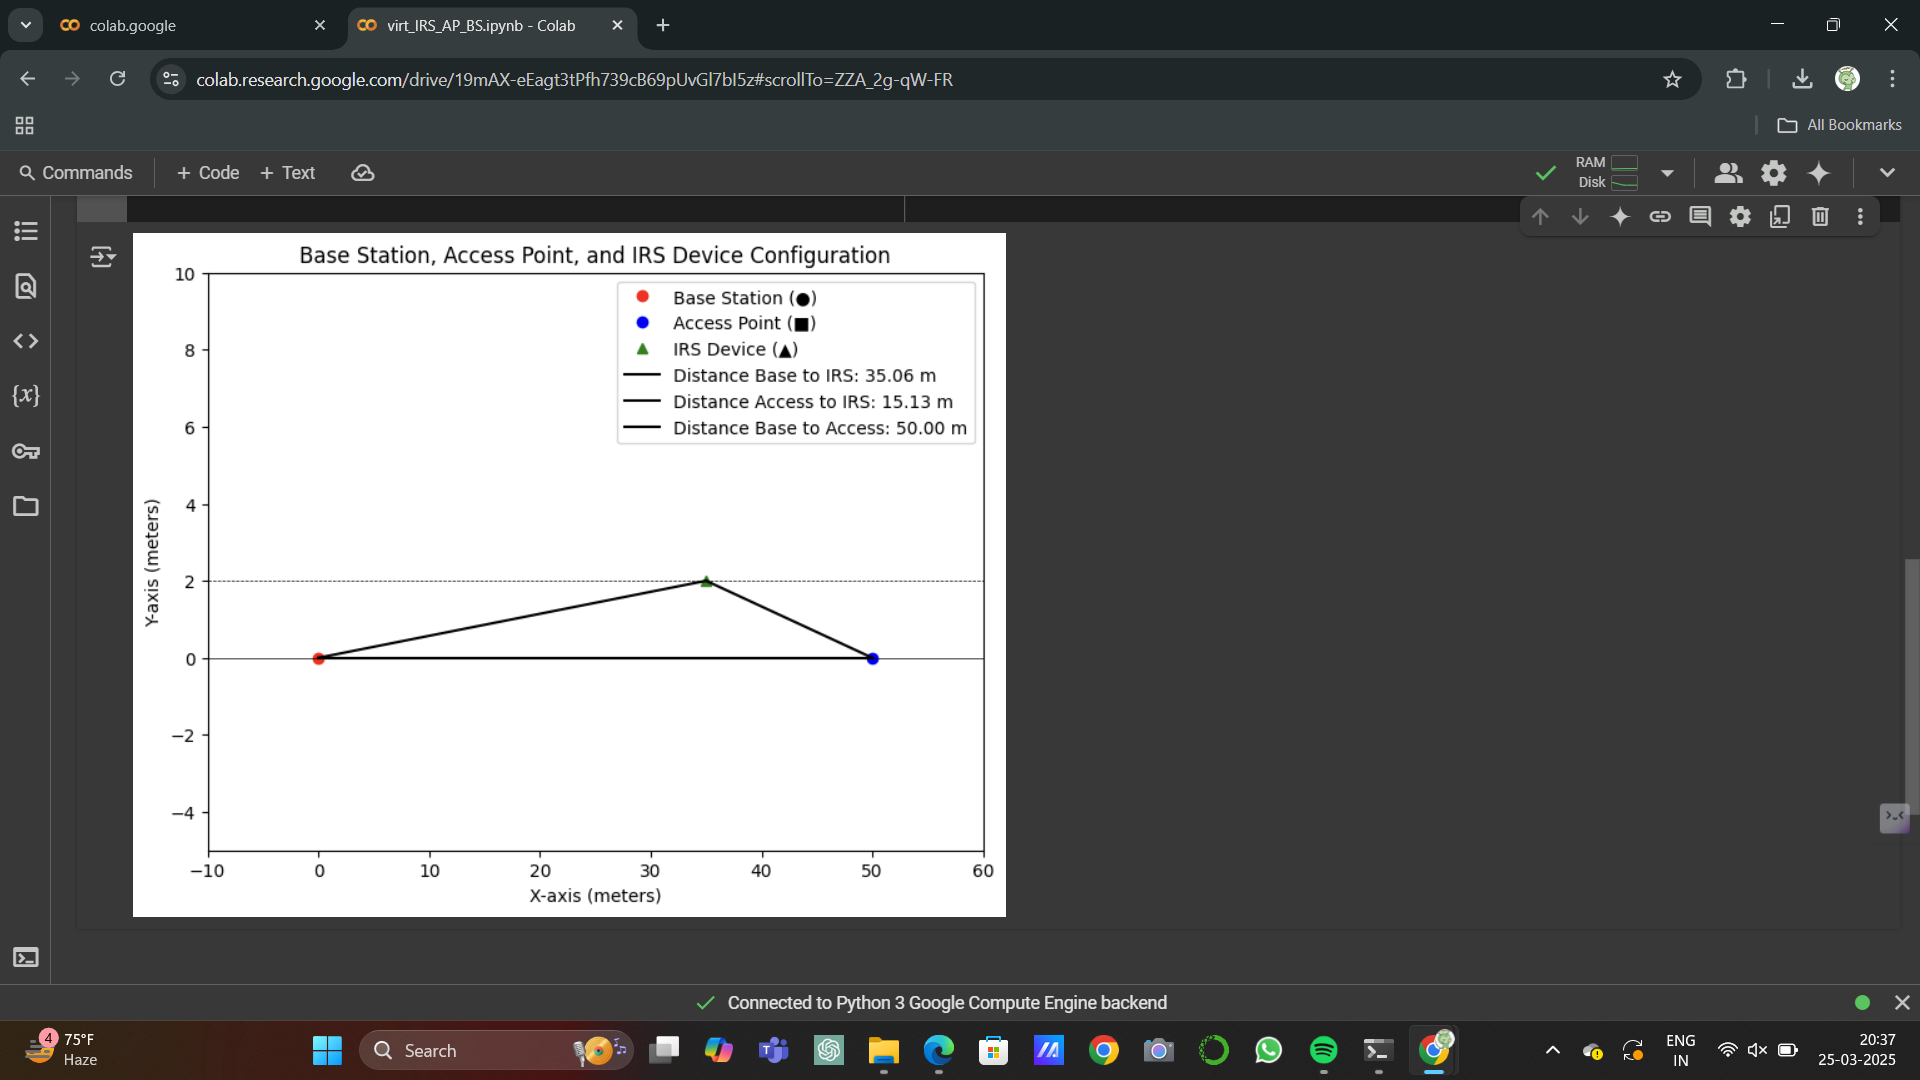 colab.google
virt_IRS_AP_BS.ipynb - Colab
colab.research.google.com/drive/19mAX-eEagt3tPfh739cB69pUvGl7bI5z#scrollTo=ZZA_2g-qW-FR
All Bookmarks
Commands
+ Code
+ Text
RAM
Disk
Base Station, Access Point, and IRS Device Configuration
10
8
6
4
2
0
−2
−4
Y-axis (meters)
Base Station (●)
Access Point (■)
IRS Device (▲)
Distance Base to IRS: 35.06 m
Distance Access to IRS: 15.13 m
Distance Base to Access: 50.00 m
−10 0 10 20 30 40 50 60
X-axis (meters)
Connected to Python 3 Google Compute Engine backend
4
75°F
Haze
Search
ENG
IN
20:37
25-03-2025